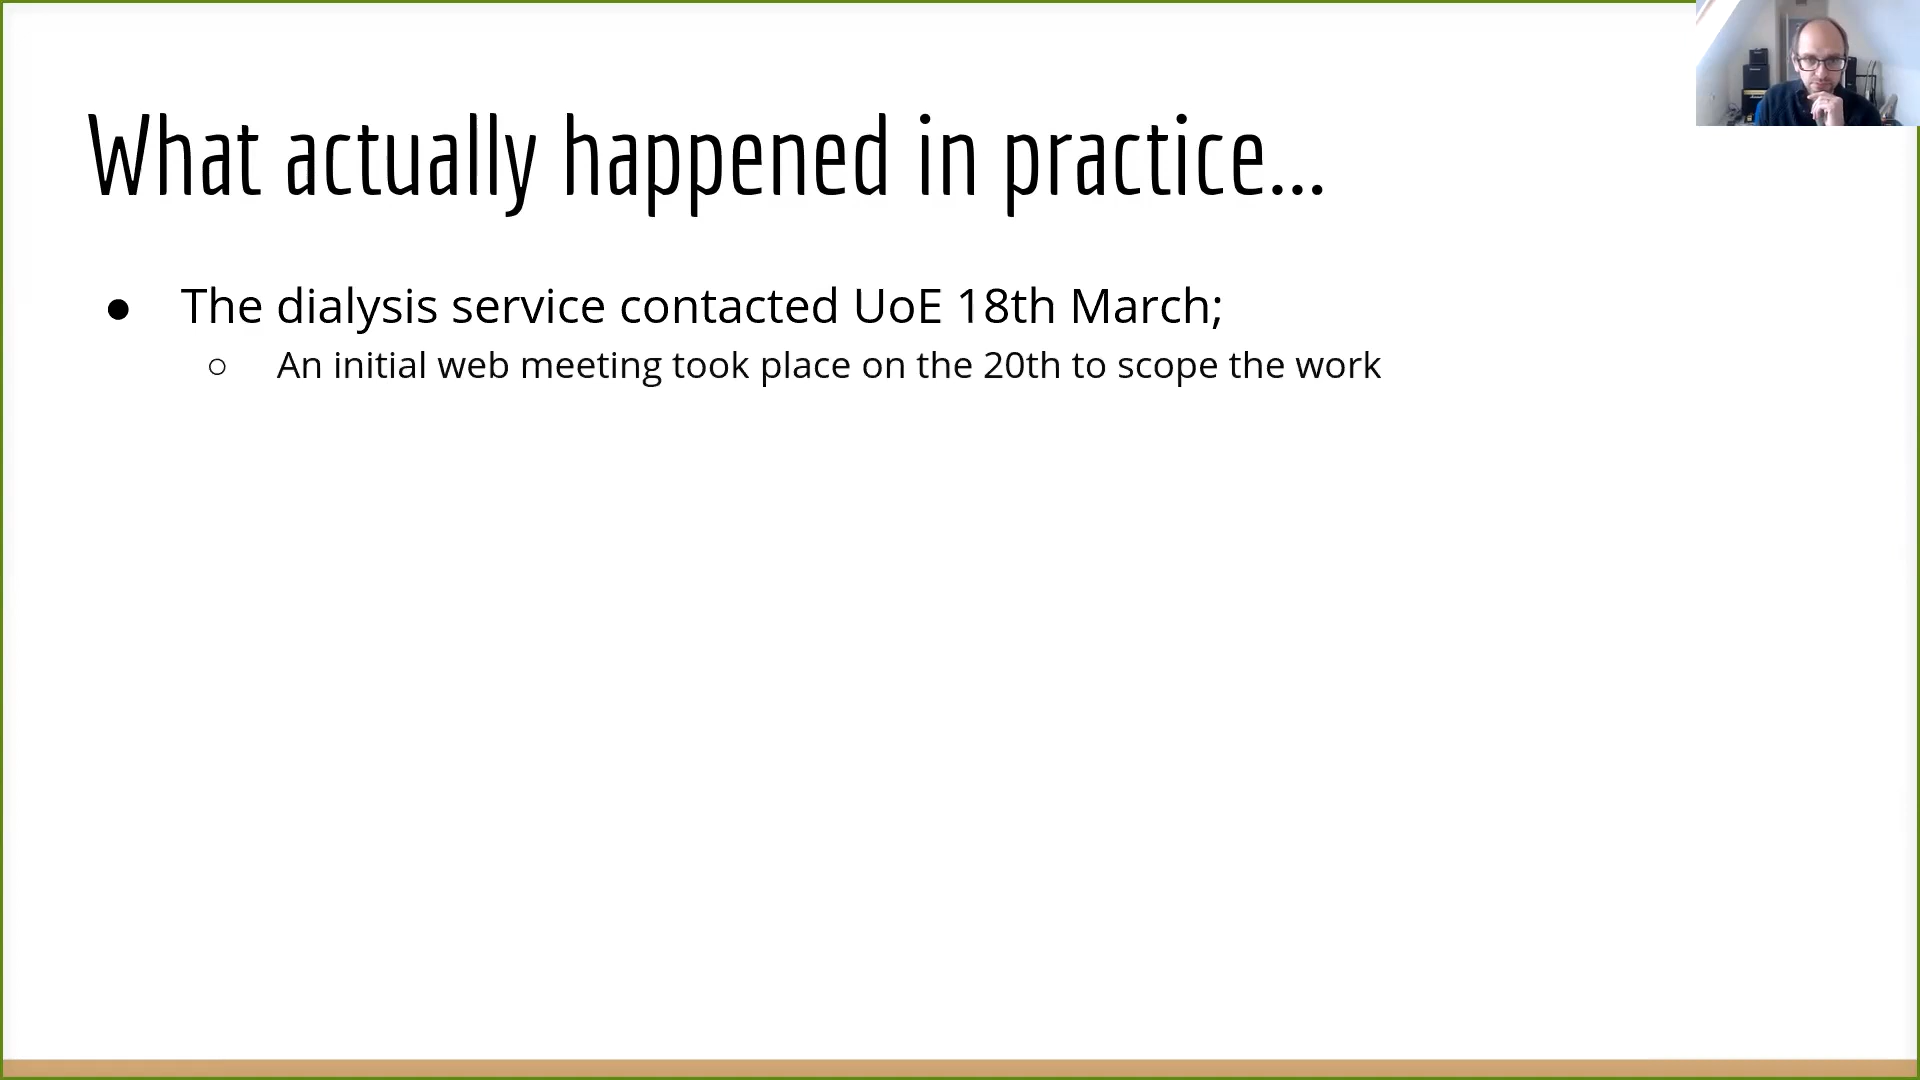 What actually happened in practice...
● The dialysis service contacted UoE 18th March;
○ An initial web meeting took place on the 20th to scope the work